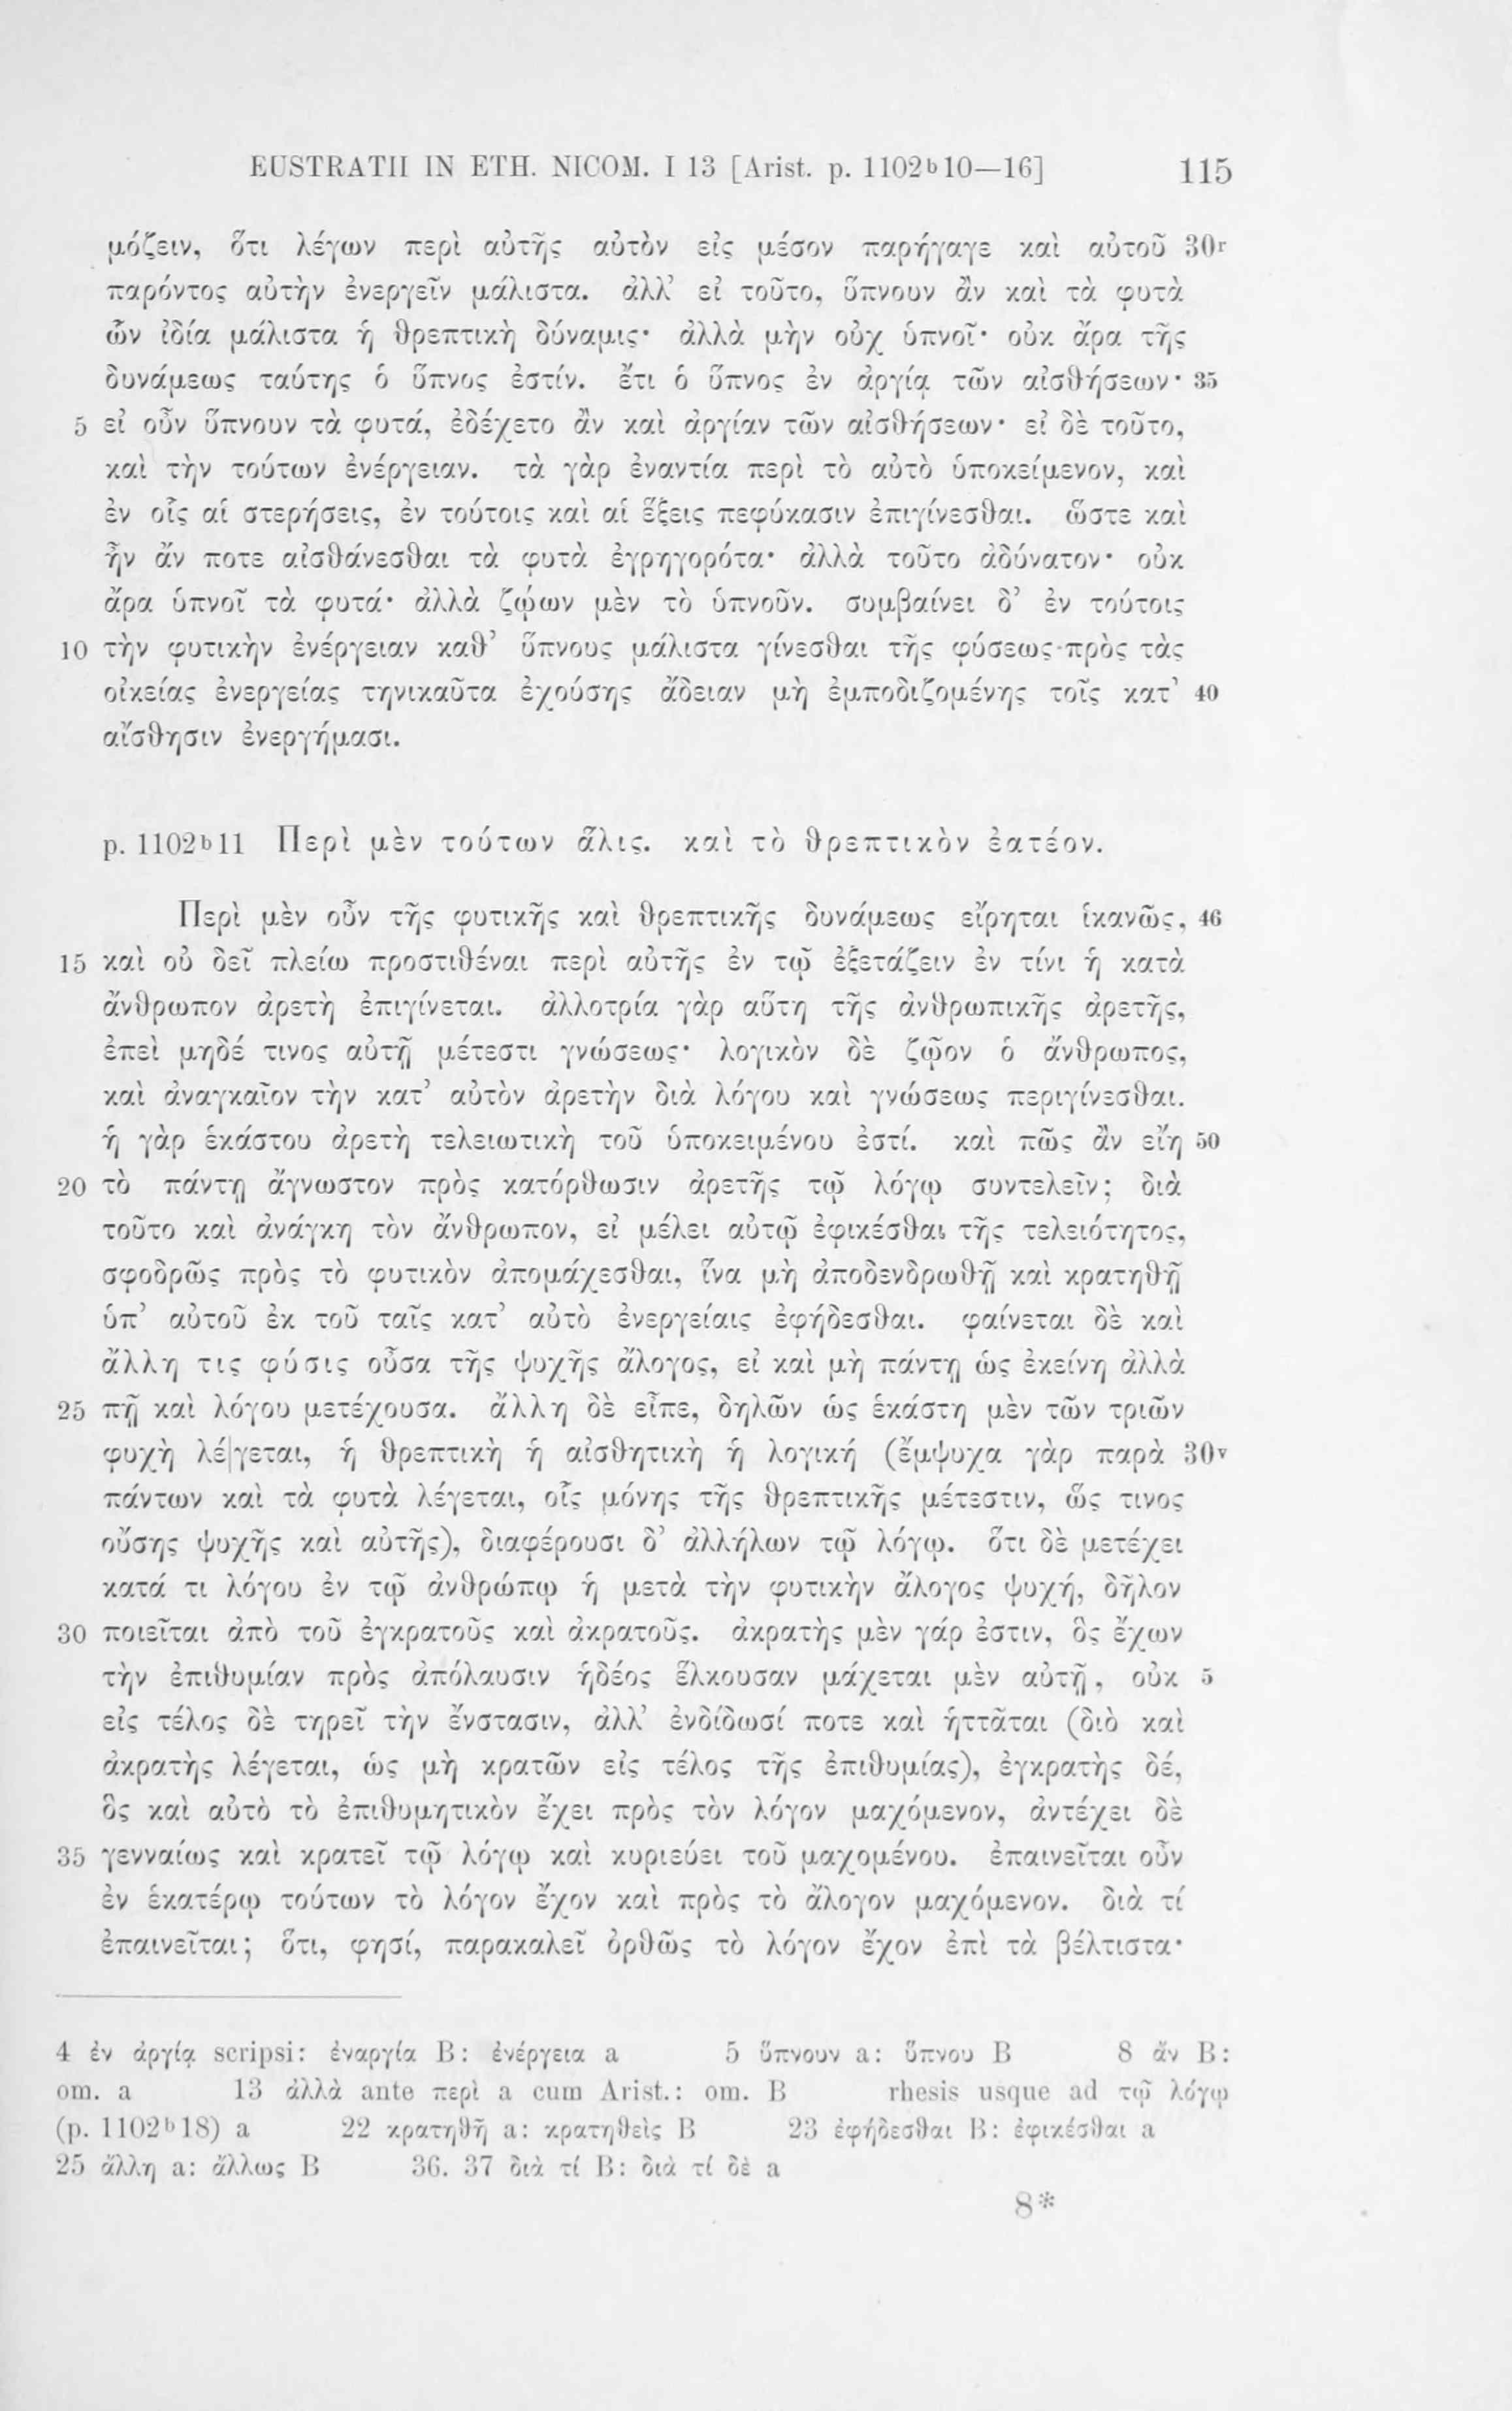 EUSTRATII IN ETH. NICOM. I 13 [Arist. p. 1102b10—16] 115
μόζειν, ὅτι λέγων περὶ αὐτῆς αὐτὸν εἰς μέσον παρήγαγε καὶ αὐτοῦ 30r
παρόντος αὐτὴν ἐνεργεῖν μάλιστα. ἀλλ’ εἰ τοῦτο, ὕπνουν ἂν καὶ τὰ φυτὰ
ὧν ἰδία μάλιστα ἡ θρεπτικὴ δύναμις· ἀλλὰ μὴν οὐχ ὑπνοῖ· οὐκ ἄρα τῆς
δυνάμεως ταύτης ὁ ὕπνος ἐστίν. ἔτι ὁ ὕπνος ἐν ἀργίᾳ τῶν αἰσθήσεων· 35
5 εἰ οὖν ὕπνουν τὰ φυτά, ἐδέχετο ἂν καὶ ἀργίαν τῶν αἰσθήσεων· εἰ δὲ τοῦτο,
καὶ τὴν τούτων ἐνέργειαν. τὰ γὰρ ἐναντία περὶ τὸ αὐτὸ ὑποκείμενον, καὶ
ἐν οἷς αἱ στερήσεις, ἐν τούτοις καὶ αἱ ἕξεις πεφύκασιν ἐπιγίνεσθαι. ὥστε καὶ
ἦν ἄν ποτε αἰσθάνεσθαι τὰ φυτὰ ἐγρηγορότα· ἀλλὰ τοῦτο ἀδύνατον· οὐκ
ἄρα ὑπνοῖ τὰ φυτά· ἀλλὰ ζῴων μὲν τὸ ὑπνοῦν. συμβαίνει δ’ ἐν τούτοις
10 τὴν φυτικὴν ἐνέργειαν καθ’ ὕπνους μάλιστα γίνεσθαι τῆς φύσεως πρὸς τὰς
οἰκείας ἐνεργείας τηνικαῦτα ἐχούσης ἄδειαν μὴ ἐμποδιζομένης τοῖς κατ’ 40
αἴσθησιν ἐνεργήμασι.
p. 1102b11 Περὶ μὲν τούτων ἅλις. καὶ τὸ θρεπτικὸν ἐατέον.
Περὶ μὲν οὖν τῆς φυτικῆς καὶ θρεπτικῆς δυνάμεως εἴρηται ἱκανῶς, 46
15 καὶ οὐ δεῖ πλείω προστιθέναι περὶ αὐτῆς ἐν τῷ ἐξετάζειν ἐν τίνι ἡ κατὰ
ἄνθρωπον ἀρετὴ ἐπιγίνεται. ἀλλοτρία γὰρ αὕτη τῆς ἀνθρωπικῆς ἀρετῆς,
ἐπεὶ μηδέ τινος αὐτῇ μέτεστι γνώσεως· λογικὸν δὲ ζῷον ὁ ἄνθρωπος,
καὶ ἀναγκαῖον τὴν κατ’ αὐτὸν ἀρετὴν διὰ λόγου καὶ γνώσεως περιγίνεσθαι.
ἡ γὰρ ἑκάστου ἀρετὴ τελειωτικὴ τοῦ ὑποκειμένου ἐστί. καὶ πῶς ἂν εἴη 50
20 τὸ πάντῃ ἄγνωστον πρὸς κατόρθωσιν ἀρετῆς τῷ λόγῳ συντελεῖν; διὰ
τοῦτο καὶ ἀνάγκη τὸν ἄνθρωπον, εἰ μέλει αὐτῷ ἐφικέσθαι τῆς τελειότητος,
σφοδρῶς πρὸς τὸ φυτικὸν ἀπομάχεσθαι, ἵνα μὴ ἀποδενδρωθῇ καὶ κρατηθῇ
ὑπ’ αὐτοῦ ἐκ τοῦ ταῖς κατ’ αὐτὸ ἐνεργείαις ἐφήδεσθαι. φαίνεται δὲ καὶ
ἄλλη τις φύσις οὖσα τῆς ψυχῆς ἄλογος, εἰ καὶ μὴ πάντῃ ὡς ἐκείνη ἀλλὰ
25 πῇ καὶ λόγου μετέχουσα. ἄλλη δὲ εἶπε, δηλῶν ὡς ἑκάστη μὲν τῶν τριῶν
φυχὴ λέ|γεται, ἡ θρεπτικὴ ἡ αἰσθητικὴ ἡ λογική (ἔμψυχα γὰρ παρὰ 30v
πάντων καὶ τὰ φυτὰ λέγεται, οἷς μόνης τῆς θρεπτικῆς μέτεστιν, ὥς τινος
οὔσης ψυχῆς καὶ αὐτῆς), διαφέρουσι δ’ ἀλλήλων τῷ λόγῳ. ὅτι δὲ μετέχει
κατά τι λόγου ἐν τῷ ἀνθρώπῳ ἡ μετὰ τὴν φυτικὴν ἄλογος ψυχή, δῆλον
30 ποιεῖται ἀπὸ τοῦ ἐγκρατοῦς καὶ ἀκρατοῦς. ἀκρατὴς μὲν γάρ ἐστιν, ὃς ἔχων
τὴν ἐπιθυμίαν πρὸς ἀπόλαυσιν ἡδέος ἕλκουσαν μάχεται μὲν αὐτῇ, οὐκ 5
εἰς τέλος δὲ τηρεῖ τὴν ἔνστασιν, ἀλλ’ ἐνδίδωσί ποτε καὶ ἡττᾶται (διὸ καὶ
ἀκρατὴς λέγεται, ὡς μὴ κρατῶν εἰς τέλος τῆς ἐπιθυμίας), ἐγκρατὴς δέ,
ὃς καὶ αὐτὸ τὸ ἐπιθυμητικὸν ἔχει πρὸς τὸν λόγον μαχόμενον, ἀντέχει δὲ
35 γενναίως καὶ κρατεῖ τῷ λόγῳ καὶ κυριεύει τοῦ μαχομένου. ἐπαινεῖται οὖν
ἐν ἑκατέρῳ τούτων τὸ λόγον ἔχον καὶ πρὸς τὸ ἄλογον μαχόμενον. διὰ τί
ἐπαινεῖται; ὅτι, φησί, παρακαλεῖ ὀρθῶς τὸ λόγον ἔχον ἐπὶ τὰ βέλτιστα·
4 ἐν ἀργίᾳ scripsi: ἐναργία B: ἐνέργεια a 5 ὕπνουν a: ὕπνου B 8 ἄν B:
om. a 13 ἀλλὰ ante περὶ a cum Arist.: om. B rhesis usque ad τῷ λόγῳ
(p. 1102b18) a 22 κρατηθῇ a: κρατηθεὶς B 23 ἐφήδεσθαι B: ἐφικέσθαι a
25 ἄλλη a: ἄλλως B 36. 37 διὰ τί B: διὰ τί δὲ a
8*